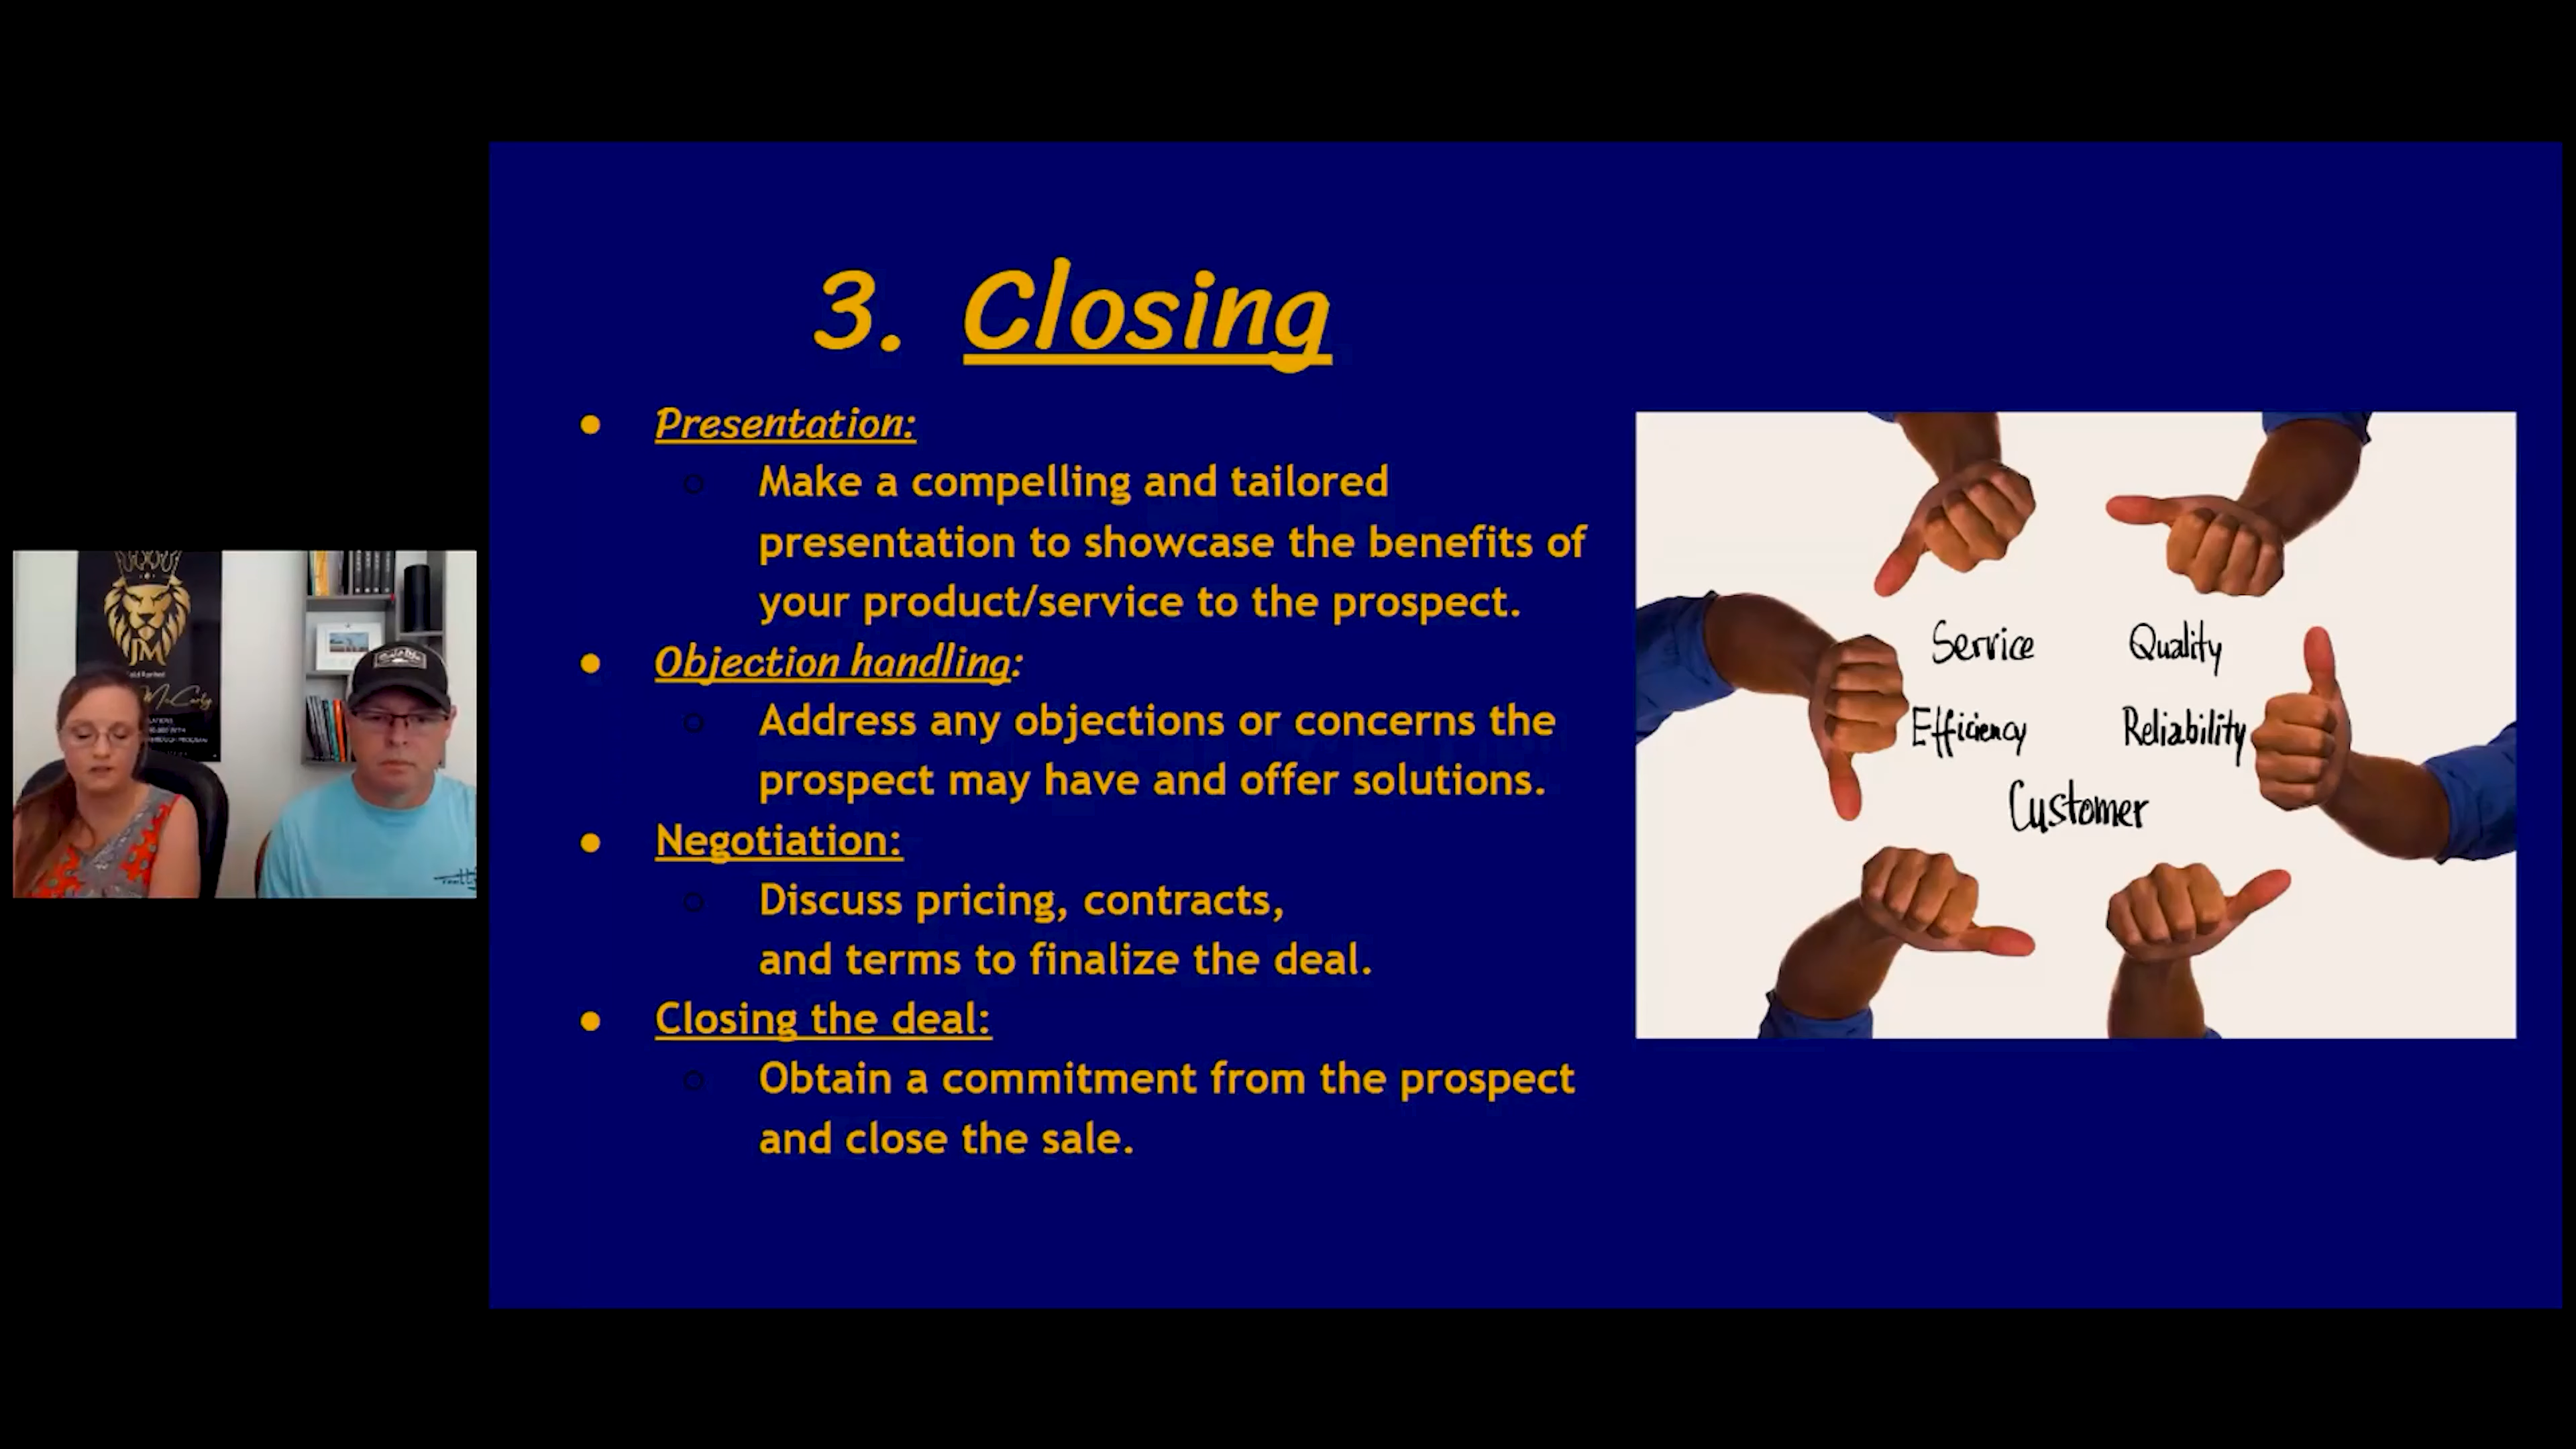 3. Closing
● Presentation:
○ Make a compelling and tailored
presentation to showcase the benefits of
your product/service to the prospect.
● Objection handling:
○ Address any objections or concerns the
prospect may have and offer solutions.
● Negotiation:
○ Discuss pricing, contracts,
and terms to finalize the deal.
● Closing the deal:
○ Obtain a commitment from the prospect
and close the sale.
Service Quality
Efficiency Reliability
Customer
JM
McCarty